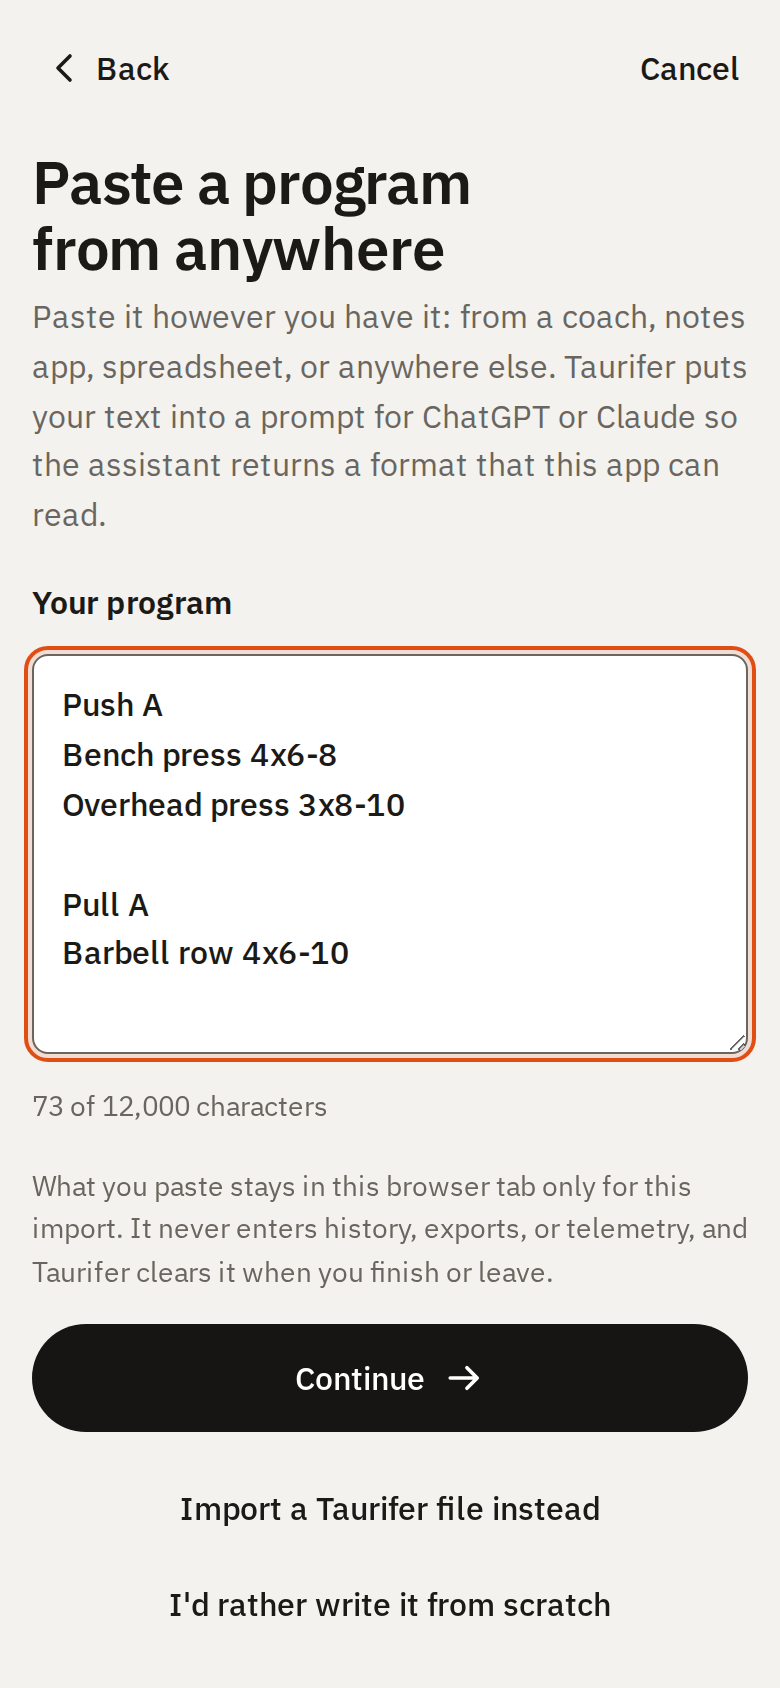 Back
Cancel
Paste a program
from anywhere
Paste it however you have it: from a coach, notes
app, spreadsheet, or anywhere else. Taurifer puts
your text into a prompt for ChatGPT or Claude so
the assistant returns a format that this app can
read.
Your program
Push A
Bench press 4x6-8
Overhead press 3x8-10
Pull A
Barbell row 4x6-10
73 of 12,000 characters
What you paste stays in this browser tab only for this
import. It never enters history, exports, or telemetry, and
Taurifer clears it when you finish or leave.
Continue
Import a Taurifer file instead
I'd rather write it from scratch